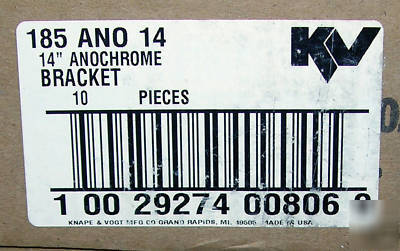 185 ANO 14
14" ANOCHROME
BRACKET
10 PIECES
KV
1 00 29274 00806
KNAPE & VOGT MFG CO GRAND RAPIDS, MI. 49505 MADE IN USA